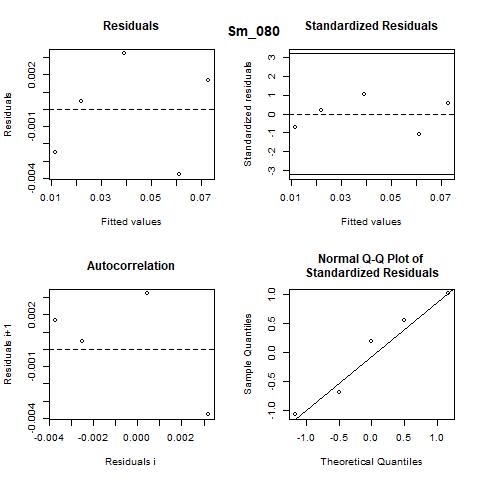 Sm_080
Residuals
Residuals
0.002
-0.001
-0.004
0.01
0.03
0.05
0.07
Fitted values
Standardized Residuals
Standardized residuals
3
2
1
0
-1
-2
-3
0.01
0.03
0.05
0.07
Fitted values
Autocorrelation
Residuals i+1
0.002
-0.001
-0.004
-0.004
-0.002
0.000
0.002
Residuals i
Normal Q-Q Plot of
Standardized Residuals
Sample Quantiles
1.0
0.5
0.0
-0.5
-1.0
-1.0
-0.5
0.0
0.5
1.0
Theoretical Quantiles